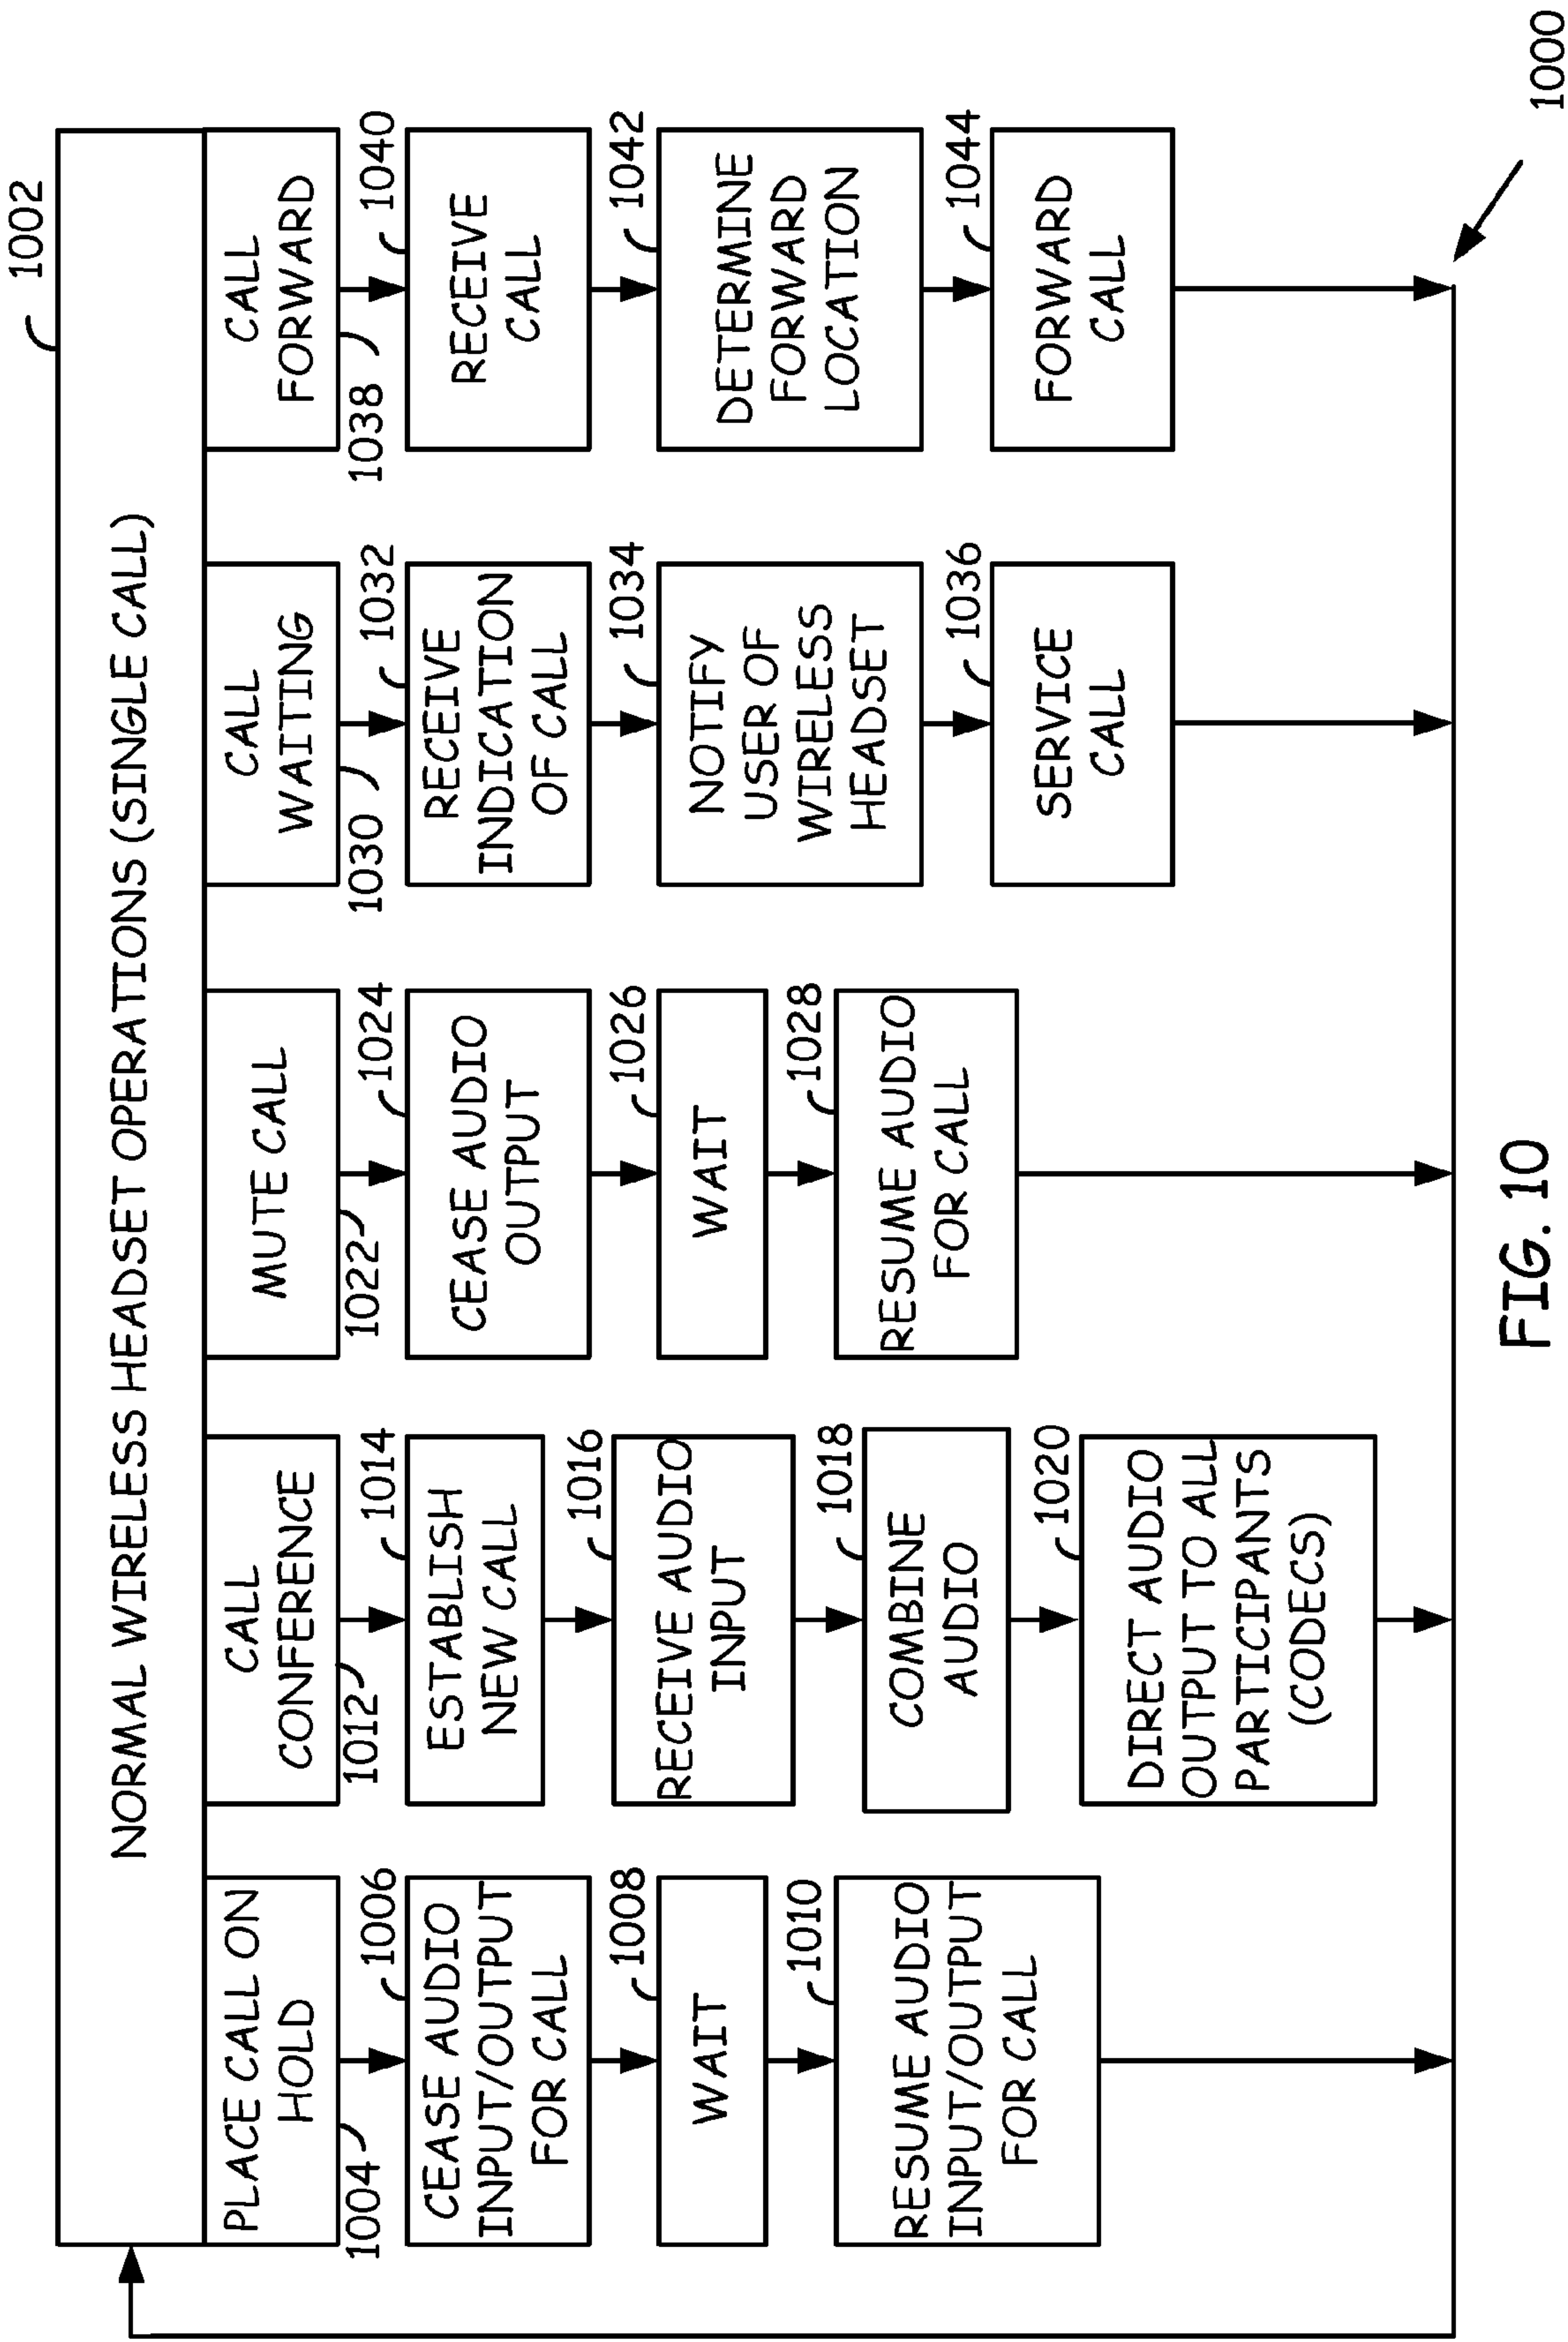 1002
NORMAL WIRELESS HEADSET OPERATIONS (SINGLE CALL)
PLACE CALL ON
HOLD
1004
1006
CEASE AUDIO
INPUT/OUTPUT
FOR CALL
1008
WAIT
1010
RESUME AUDIO
INPUT/OUTPUT
FOR CALL
CALL
CONFERENCE
1012
1014
ESTABLISH
NEW CALL
1016
RECEIVE AUDIO
INPUT
1018
COMBINE
AUDIO
1020
DIRECT AUDIO
OUTPUT TO ALL
PARTICIPANTS
(CODECS)
MUTE CALL
1022
1024
CEASE AUDIO
OUTPUT
1026
WAIT
1028
RESUME AUDIO
FOR CALL
CALL
WAITING
1030
1032
RECEIVE
INDICATION
OF CALL
1034
NOTIFY
USER OF
WIRELESS
HEADSET
1036
SERVICE
CALL
CALL
FORWARD
1038
1040
RECEIVE
CALL
1042
DETERMINE
FORWARD
LOCATION
1044
FORWARD
CALL
1000
FIG. 10